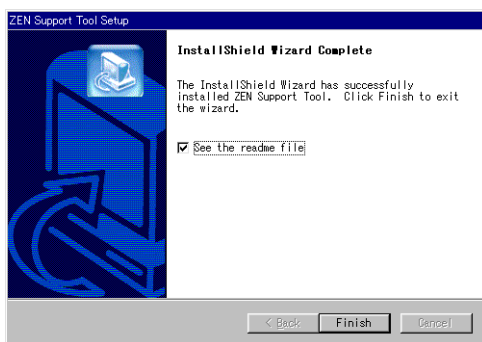 ZEN Support Tool Setup
InstallShield Wizard Complete
The InstallShield Wizard has successfully
installed ZEN Support Tool. Click Finish to exit
the wizard.
See the readme file
< Back
Finish
Cancel